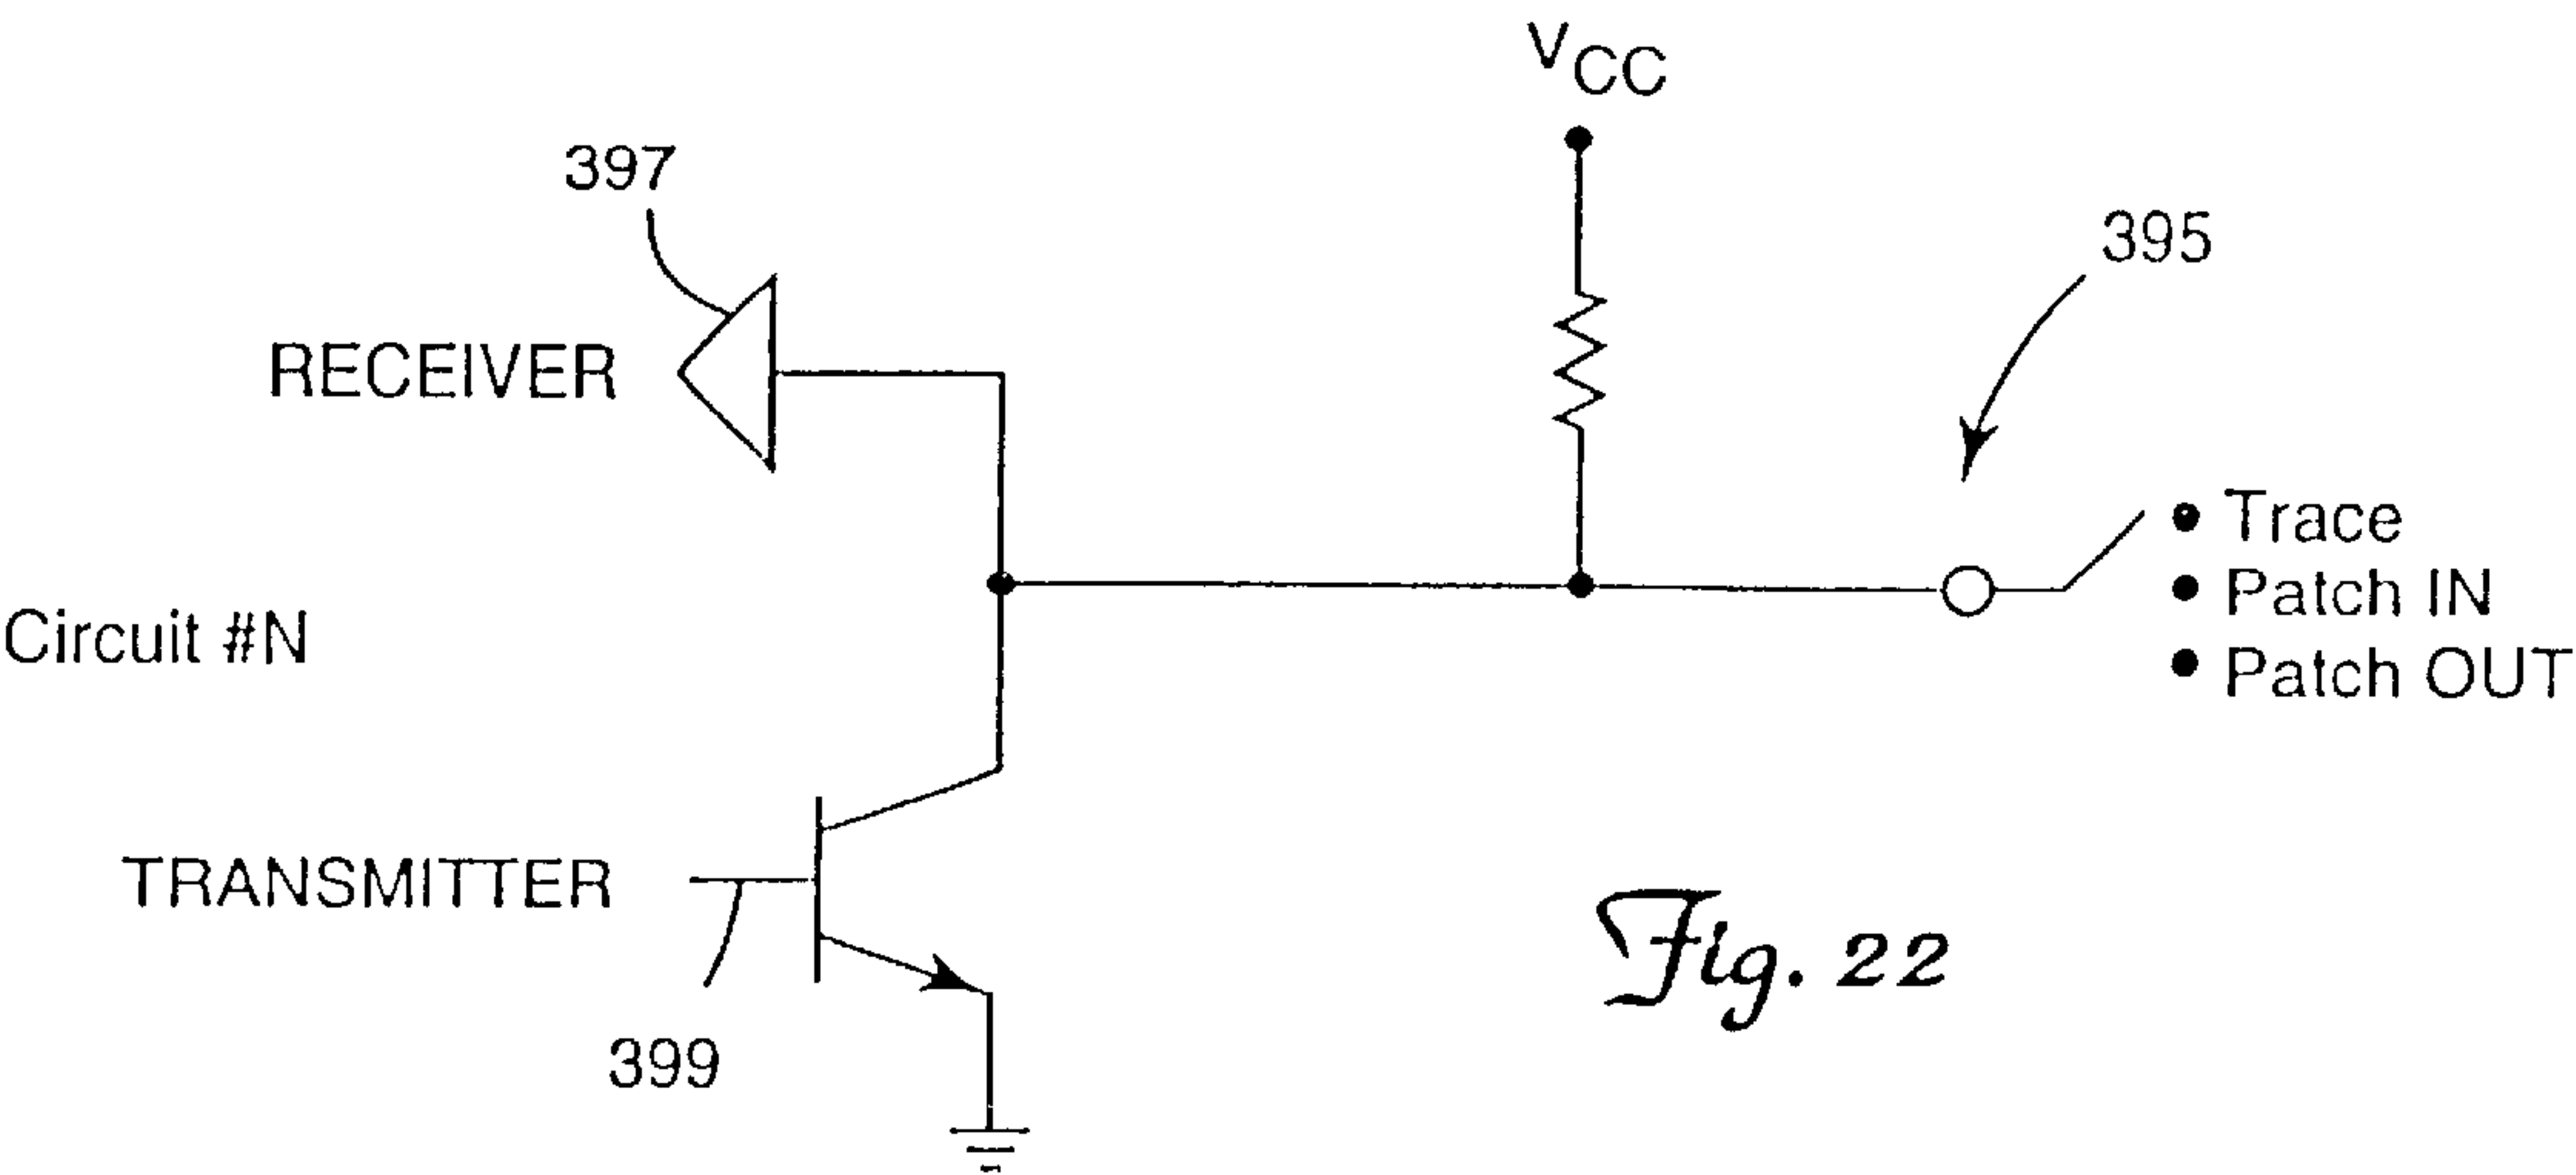 VCC
397
395
RECEIVER
Trace
Patch IN
Patch OUT
Circuit #N
TRANSMITTER
399
Fig. 22